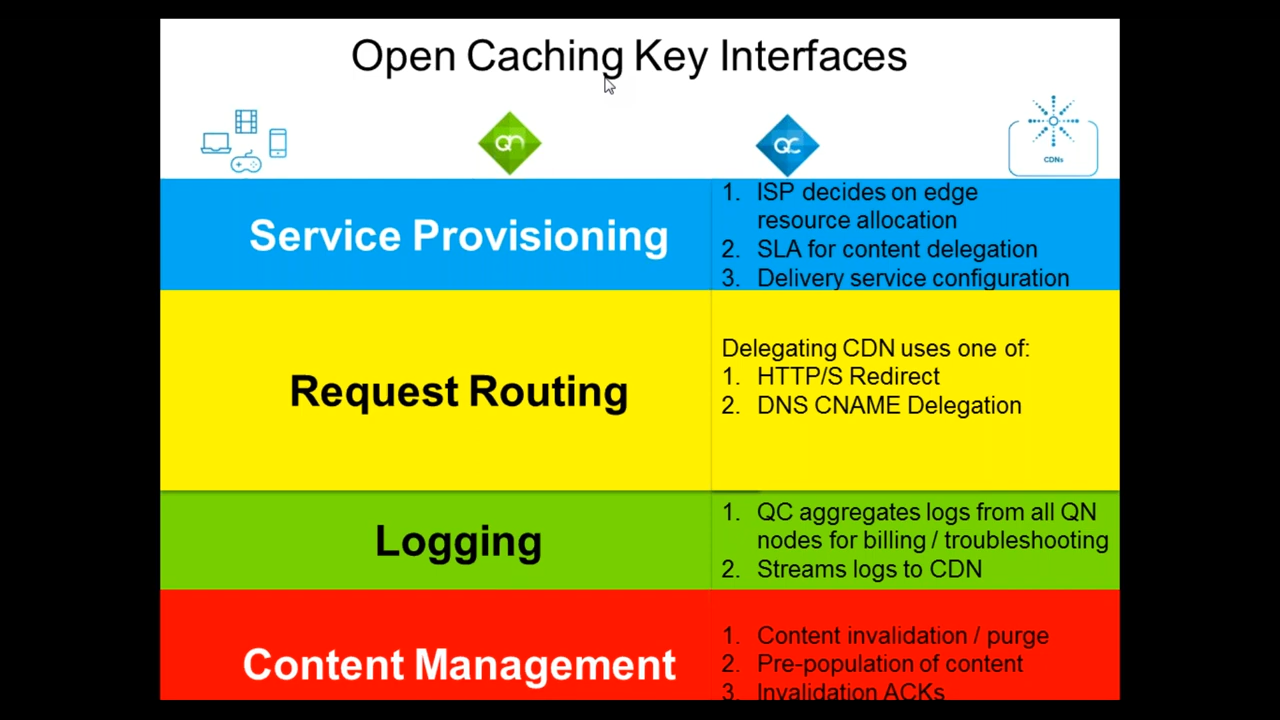 Open Caching Key Interfaces
Qn
QC
CDNs
Service Provisioning
1. ISP decides on edge
resource allocation
2. SLA for content delegation
3. Delivery service configuration
Request Routing
Delegating CDN uses one of:
1. HTTP/S Redirect
2. DNS CNAME Delegation
Logging
1. QC aggregates logs from all QN
nodes for billing / troubleshooting
2. Streams logs to CDN
Content Management
1. Content invalidation / purge
2. Pre-population of content
3. Invalidation ACKs